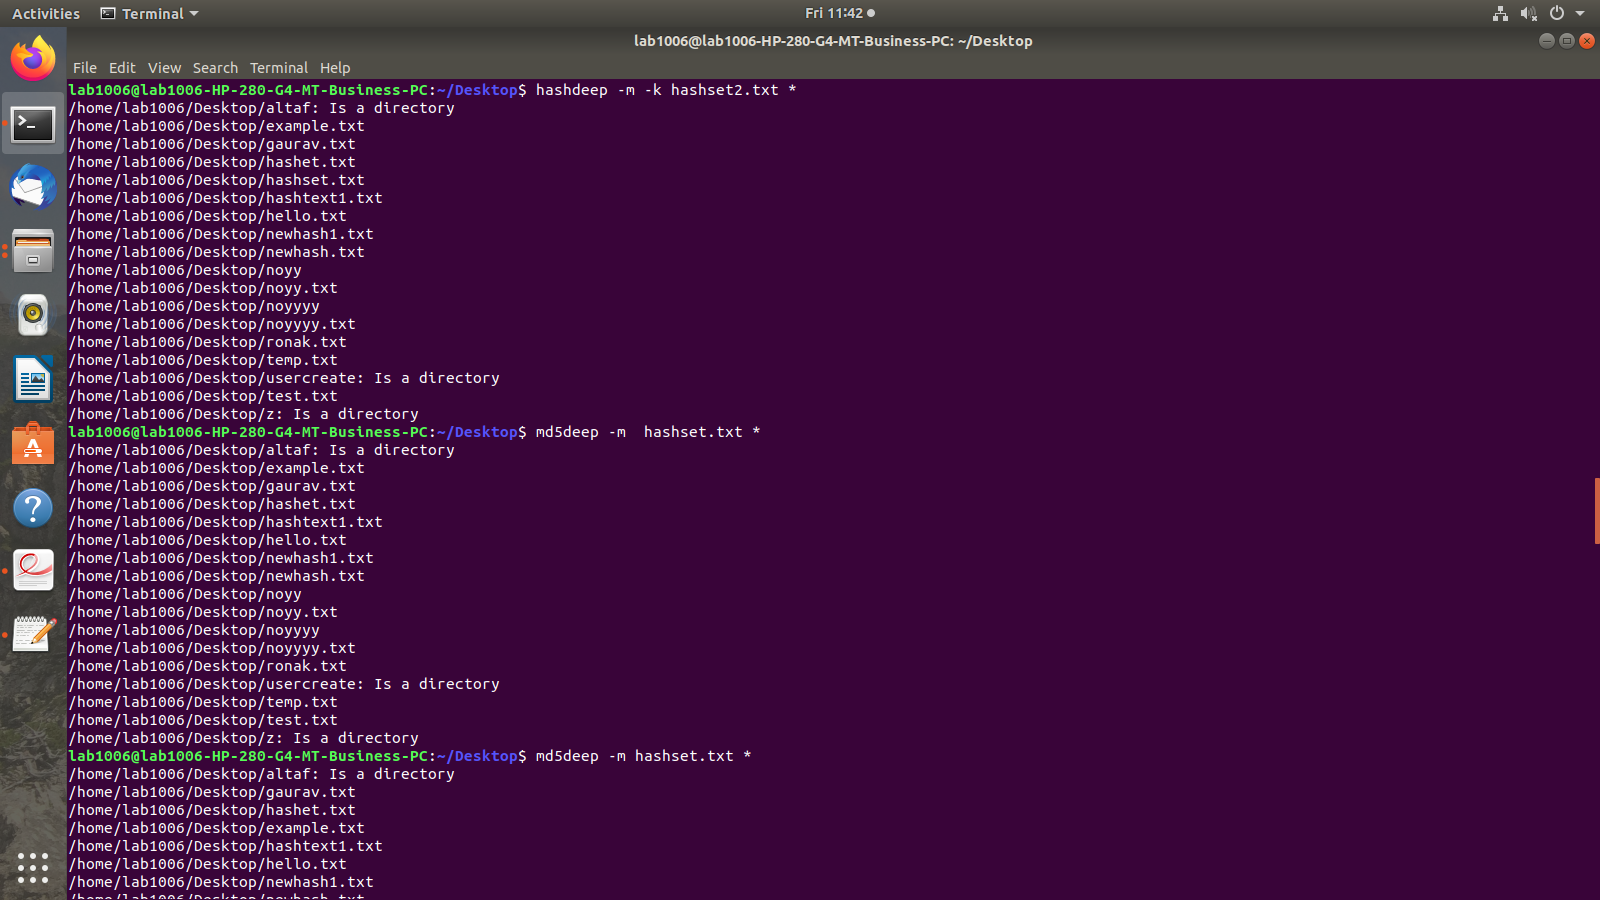 Activities Terminal Fri 11:42
lab1006@lab1006-HP-280-G4-MT-Business-PC: ~/Desktop
File Edit View Search Terminal Help
lab1006@lab1006-HP-280-G4-MT-Business-PC:~/Desktop$ hashdeep -m -k hashset2.txt *
/home/lab1006/Desktop/altaf: Is a directory
/home/lab1006/Desktop/example.txt
/home/lab1006/Desktop/gaurav.txt
/home/lab1006/Desktop/hashet.txt
/home/lab1006/Desktop/hashset.txt
/home/lab1006/Desktop/hashtext1.txt
/home/lab1006/Desktop/hello.txt
/home/lab1006/Desktop/newhash1.txt
/home/lab1006/Desktop/newhash.txt
/home/lab1006/Desktop/noyy
/home/lab1006/Desktop/noyy.txt
/home/lab1006/Desktop/noyyyy
/home/lab1006/Desktop/noyyyy.txt
/home/lab1006/Desktop/ronak.txt
/home/lab1006/Desktop/temp.txt
/home/lab1006/Desktop/usercreate: Is a directory
/home/lab1006/Desktop/test.txt
/home/lab1006/Desktop/z: Is a directory
lab1006@lab1006-HP-280-G4-MT-Business-PC:~/Desktop$ md5deep -m  hashset.txt *
/home/lab1006/Desktop/altaf: Is a directory
/home/lab1006/Desktop/example.txt
/home/lab1006/Desktop/gaurav.txt
/home/lab1006/Desktop/hashet.txt
/home/lab1006/Desktop/hashtext1.txt
/home/lab1006/Desktop/hello.txt
/home/lab1006/Desktop/newhash1.txt
/home/lab1006/Desktop/newhash.txt
/home/lab1006/Desktop/noyy
/home/lab1006/Desktop/noyy.txt
/home/lab1006/Desktop/noyyyy
/home/lab1006/Desktop/noyyyy.txt
/home/lab1006/Desktop/ronak.txt
/home/lab1006/Desktop/usercreate: Is a directory
/home/lab1006/Desktop/temp.txt
/home/lab1006/Desktop/test.txt
/home/lab1006/Desktop/z: Is a directory
lab1006@lab1006-HP-280-G4-MT-Business-PC:~/Desktop$ md5deep -m hashset.txt *
/home/lab1006/Desktop/altaf: Is a directory
/home/lab1006/Desktop/gaurav.txt
/home/lab1006/Desktop/hashet.txt
/home/lab1006/Desktop/example.txt
/home/lab1006/Desktop/hashtext1.txt
/home/lab1006/Desktop/hello.txt
/home/lab1006/Desktop/newhash1.txt
/home/lab1006/Desktop/newhash.txt